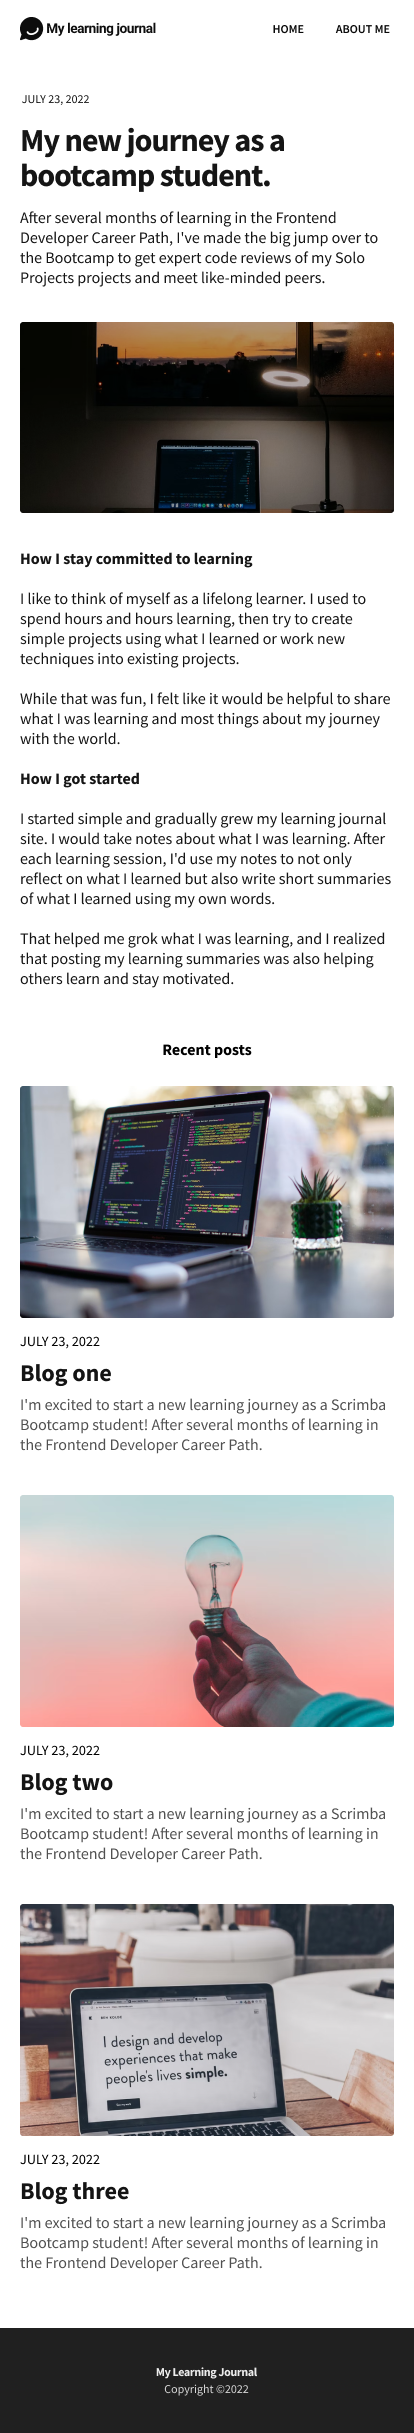 My learning journal
HOME
ABOUT ME
JULY 23, 2022
My new journey as a
bootcamp student.
After several months of learning in the Frontend
Developer Career Path, I've made the big jump over to
the Bootcamp to get expert code reviews of my Solo
Projects projects and meet like-minded peers.
How I stay committed to learning
I like to think of myself as a lifelong learner. I used to
spend hours and hours learning, then try to create
simple projects using what I learned or work new
techniques into existing projects.
While that was fun, I felt like it would be helpful to share
what I was learning and most things about my journey
with the world.
How I got started
I started simple and gradually grew my learning journal
site. I would take notes about what I was learning. After
each learning session, I'd use my notes to not only
reflect on what I learned but also write short summaries
of what I learned using my own words.
That helped me grok what I was learning, and I realized
that posting my learning summaries was also helping
others learn and stay motivated.
Recent posts
JULY 23, 2022
Blog one
I'm excited to start a new learning journey as a Scrimba
Bootcamp student! After several months of learning in
the Frontend Developer Career Path.
JULY 23, 2022
Blog two
I'm excited to start a new learning journey as a Scrimba
Bootcamp student! After several months of learning in
the Frontend Developer Career Path.
I design and develop
experiences that make
people's lives simple.
JULY 23, 2022
Blog three
I'm excited to start a new learning journey as a Scrimba
Bootcamp student! After several months of learning in
the Frontend Developer Career Path.
My Learning Journal
Copyright ©2022